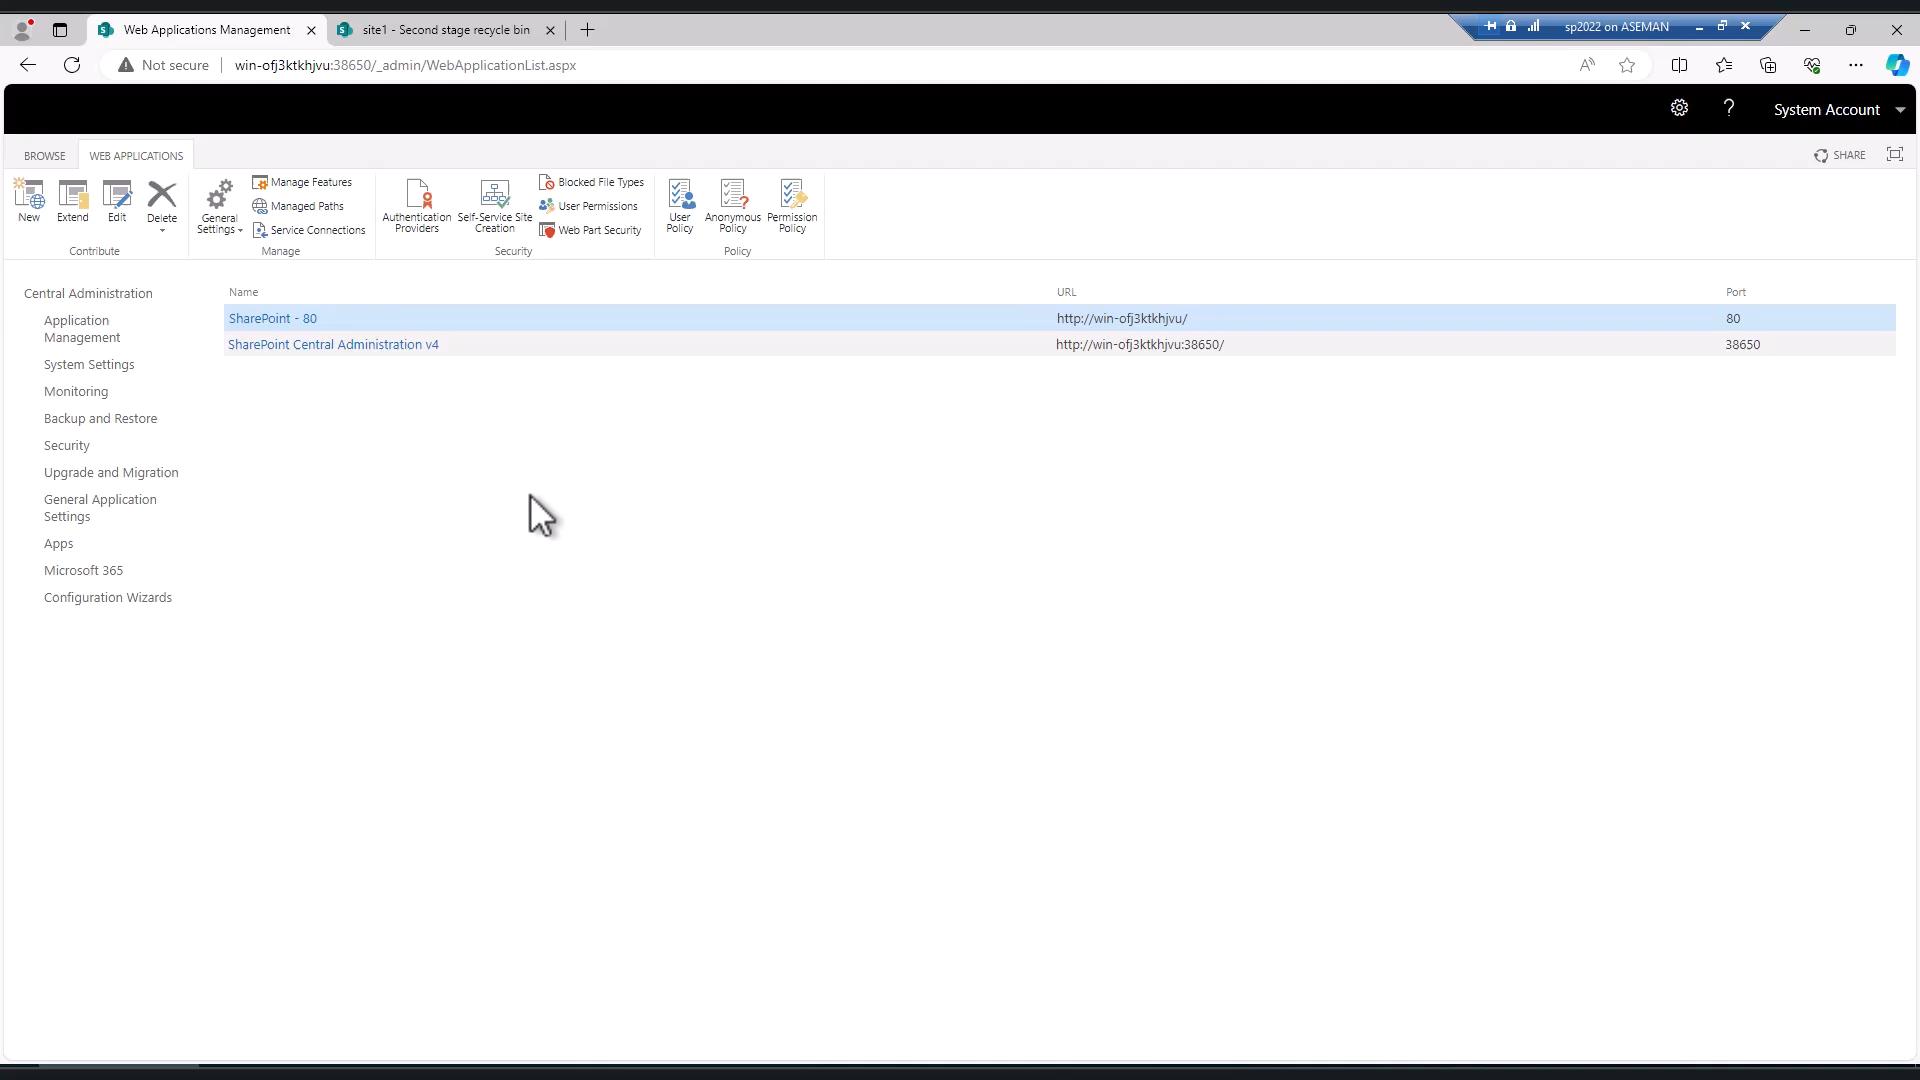 Web Applications Management
site1 - Second stage recycle bin
sp2022 on ASEMAN
Not secure
win-ofj3ktkhjvu:38650/_admin/WebApplicationList.aspx
System Account
BROWSE
WEB APPLICATIONS
SHARE
New
Extend
Edit
Delete
Contribute
General
Settings
Manage Features
Managed Paths
Service Connections
Manage
Authentication
Providers
Self-Service Site
Creation
Blocked File Types
User Permissions
Web Part Security
Security
User
Policy
Anonymous
Policy
Permission
Policy
Policy
Central Administration
Application
Management
System Settings
Monitoring
Backup and Restore
Security
Upgrade and Migration
General Application
Settings
Apps
Microsoft 365
Configuration Wizards
Name URL Port
SharePoint - 80 http://win-ofj3ktkhjvu/ 80
SharePoint Central Administration v4 http://win-ofj3ktkhjvu:38650/ 38650